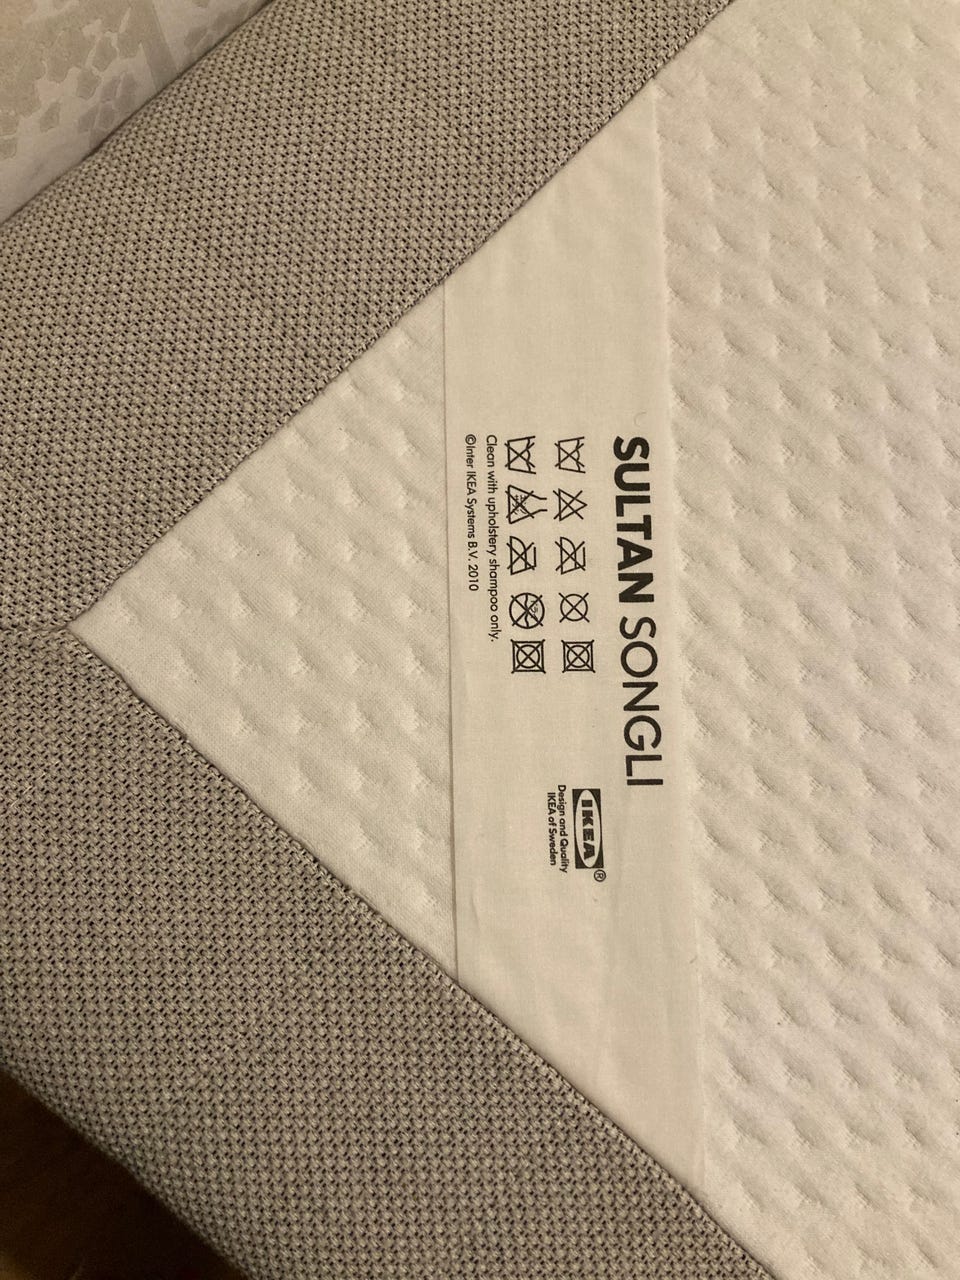 SULTAN SONGLI
IKEA®
Design and Quality
IKEA of Sweden
Clean with upholstery shampoo only.
©Inter IKEA Systems B.V. 2010